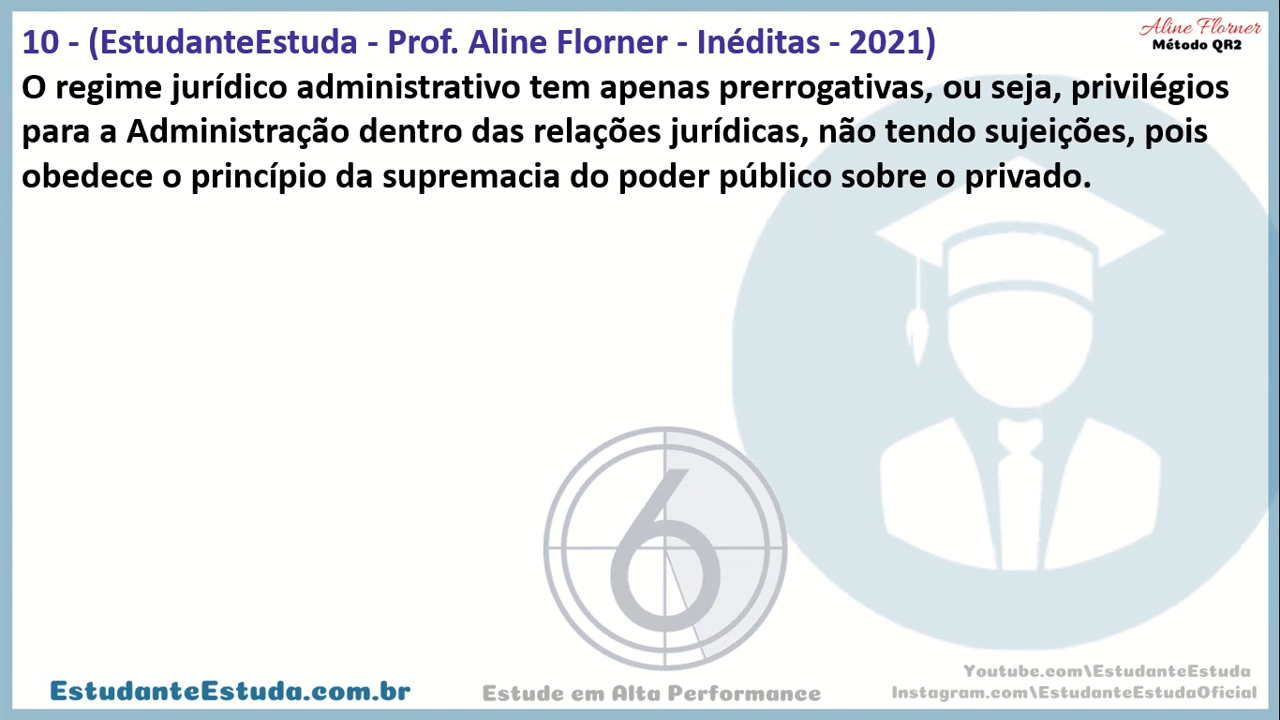 10 - (EstudanteEstuda - Prof. Aline Florner - Inéditas - 2021)
Aline Florner
Método QR2
O regime jurídico administrativo tem apenas prerrogativas, ou seja, privilégios
para a Administração dentro das relações jurídicas, não tendo sujeições, pois
obedece o princípio da supremacia do poder público sobre o privado.
6
EstudanteEstuda.com.br
Estude em Alta Performance
Youtube.com\EstudanteEstuda
Instagram.com\EstudanteEstudaOficial